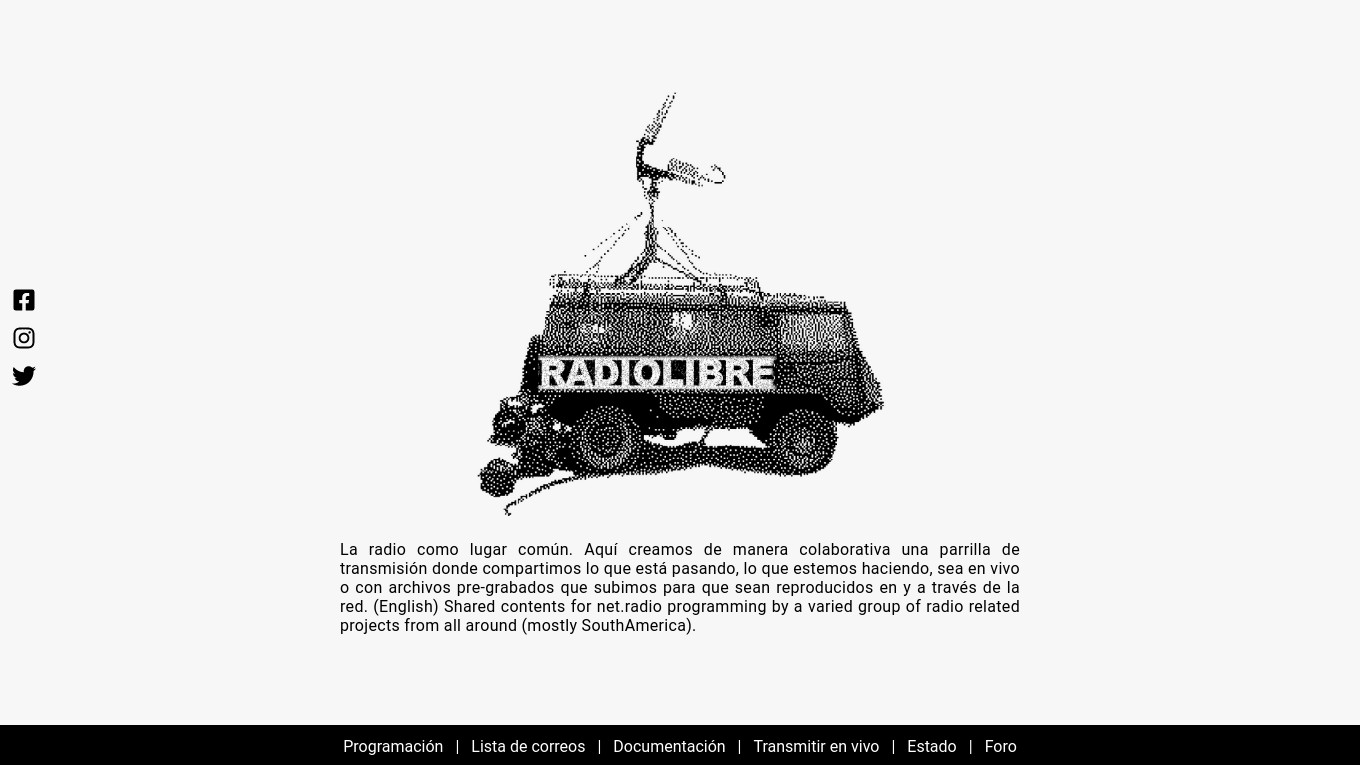 RADIOLIBRE
La radio como lugar común. Aquí creamos de manera colaborativa una parrilla de
transmisión donde compartimos lo que está pasando, lo que estemos haciendo, sea en vivo
o con archivos pre-grabados que subimos para que sean reproducidos en y a través de la
red. (English) Shared contents for net.radio programming by a varied group of radio related
projects from all around (mostly SouthAmerica).
Programación | Lista de correos | Documentación | Transmitir en vivo | Estado | Foro